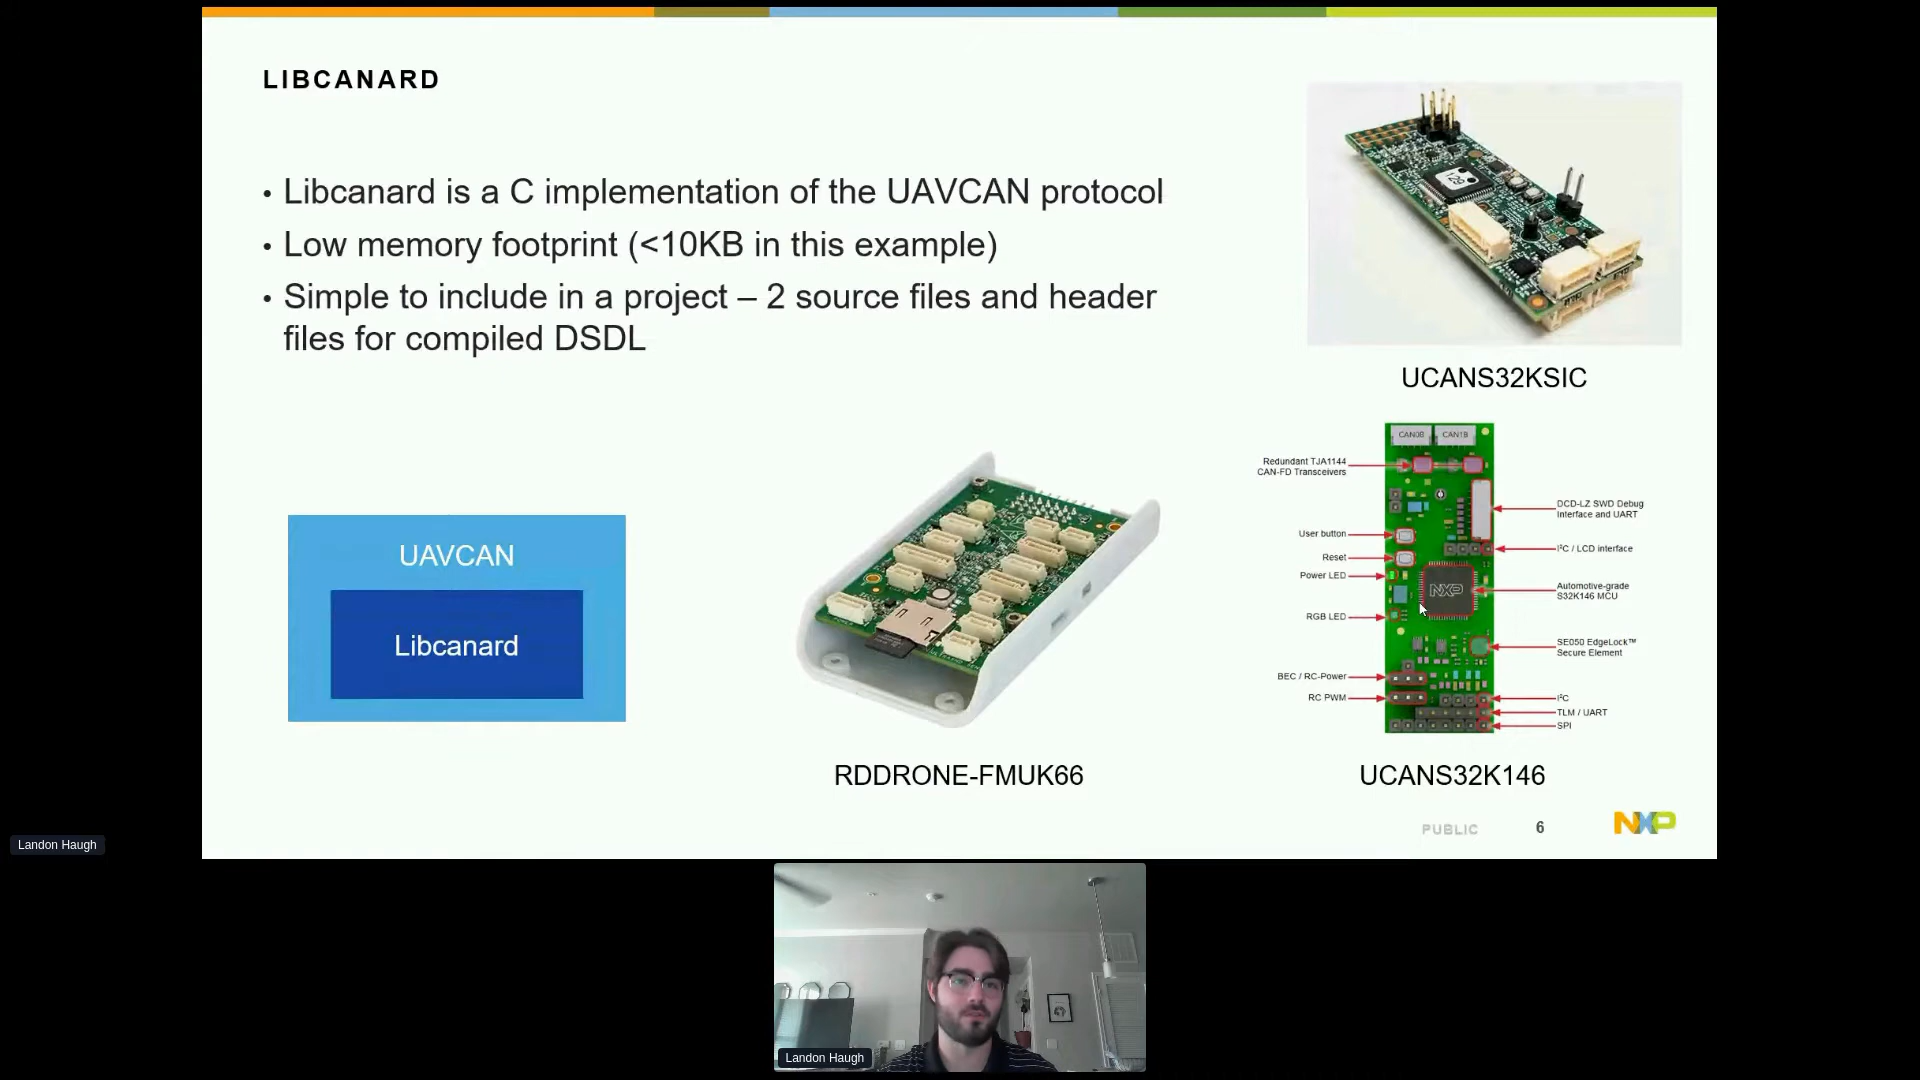 LIBCANARD
• Libcanard is a C implementation of the UAVCAN protocol
• Low memory footprint (<10KB in this example)
• Simple to include in a project – 2 source files and header
files for compiled DSDL
UCANS32KSIC
UAVCAN
Libcanard
RDDRONE-FMUK66
CAN0B CAN1B
Redundant TJA1144
CAN-FD Transceivers
User button
Reset
Power LED
RGB LED
BEC / RC-Power
RC PWM
DCD-LZ SWD Debug
Interface and UART
I²C / LCD interface
Automotive-grade
S32K146 MCU
NXP
SE050 EdgeLock™
Secure Element
I²C
TLM / UART
SPI
UCANS32K146
PUBLIC
6
NXP
Landon Haugh
Landon Haugh